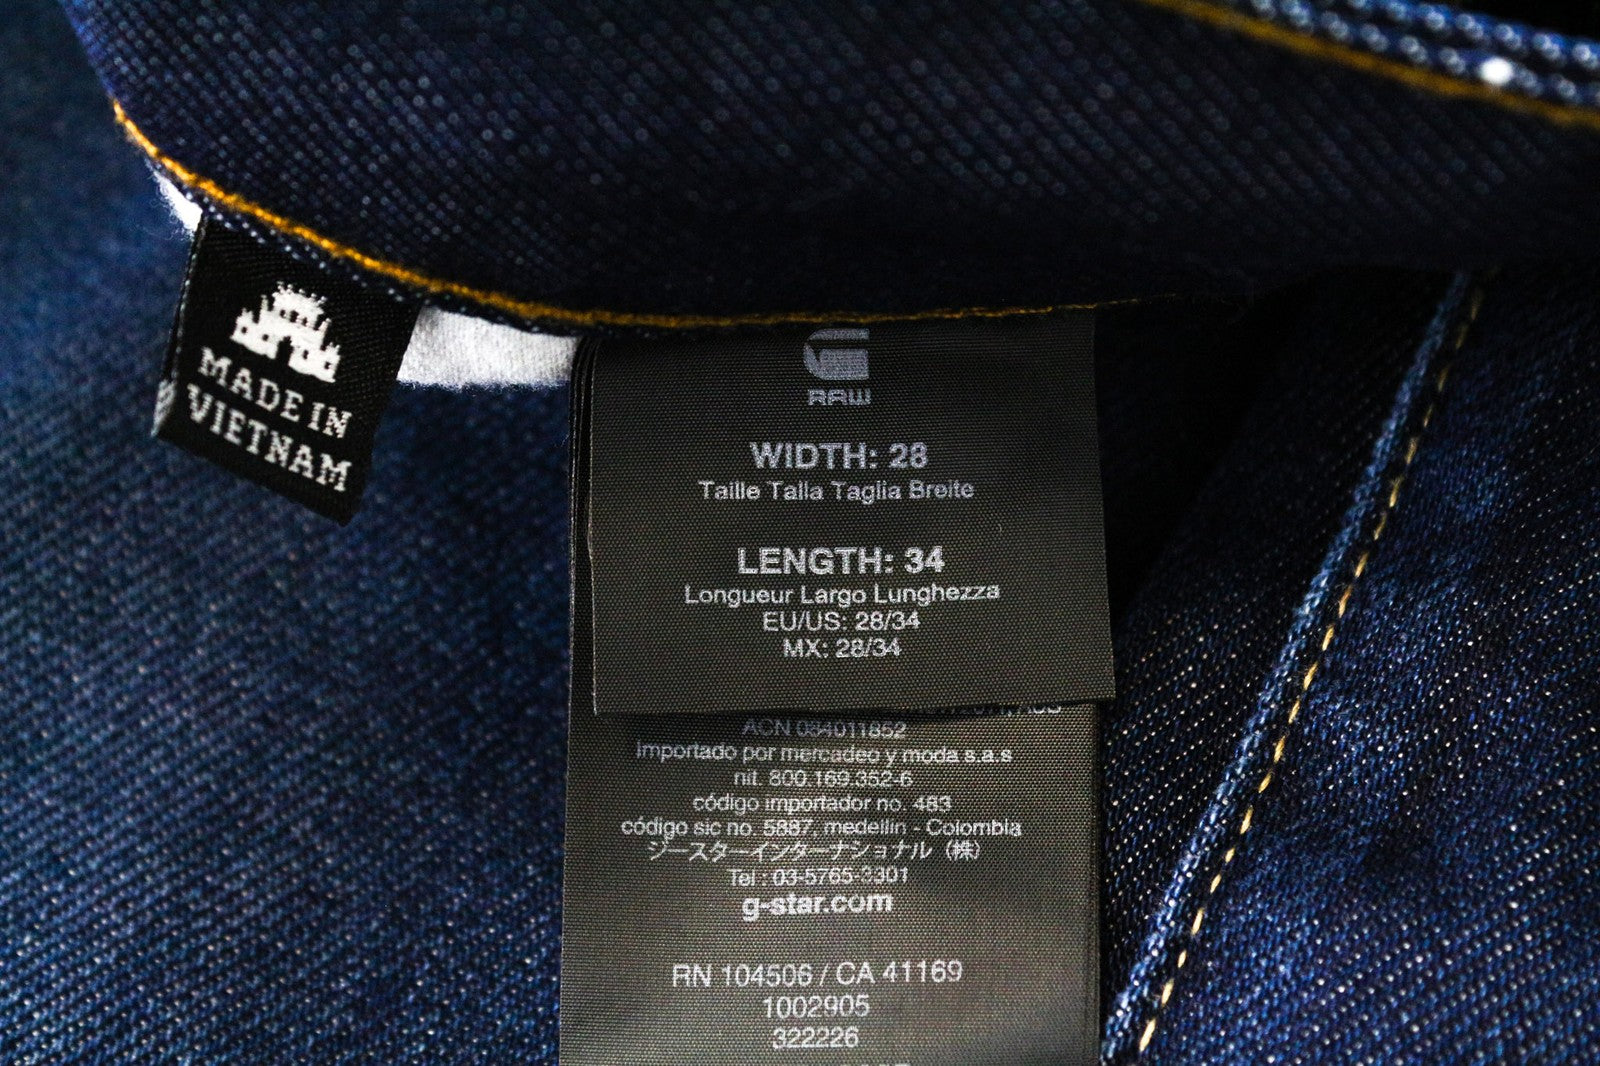 MADE IN
VIETNAM
RAW
WIDTH: 28
Taille Talla Taglia Breite
LENGTH: 34
Longueur Largo Lunghezza
EU/US: 28/34
MX: 28/34
ACN 084011852
importado por mercadeo y moda s.a.s
nit. 800.169.352-6
código importador no. 483
código sic no. 5887, medellin - Colombia
ジースターインターナショナル（株）
Tel : 03-5765-3301
g-star.com
RN 104506 / CA 41169
1002905
322226